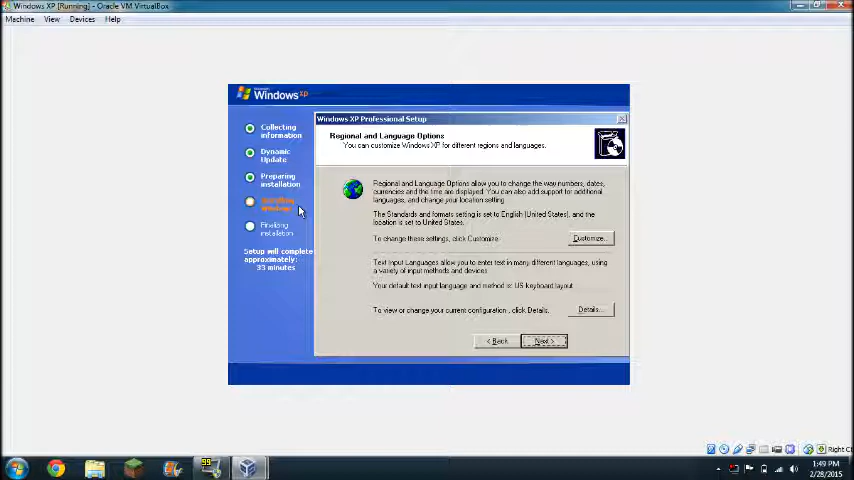 Windows XP [Running] - Oracle VM VirtualBox
Machine View Devices Help
Microsoft
Windows xp
Collecting
information
Dynamic
Update
Preparing
installation
Installing
Windows
Finalizing
installation
Setup will complete
approximately:
33 minutes
Windows XP Professional Setup
Regional and Language Options
You can customize Windows XP for different regions and languages.
Regional and Language Options allow you to change the way numbers, dates,
currencies and the time are displayed. You can also add support for additional
languages, and change your location setting.
The Standards and formats setting is set to English (United States), and the
location is set to United States.
To change these settings, click Customize.
Customize...
Text Input Languages allow you to enter text in many different languages, using
a variety of input methods and devices.
Your default text input language and method is: US keyboard layout
To view or change your current configuration, click Details.
Details...
< Back
Next >
Right Ct
99
1:49 PM
2/28/2015